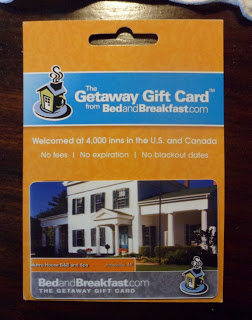 The
Getaway Gift Card™
from BedandBreakfast.com
Welcomed at 4,000 inns in the U.S. and Canada
No fees | No expiration | No blackout dates
BedandBreakfast.com
THE GETAWAY GIFT CARD